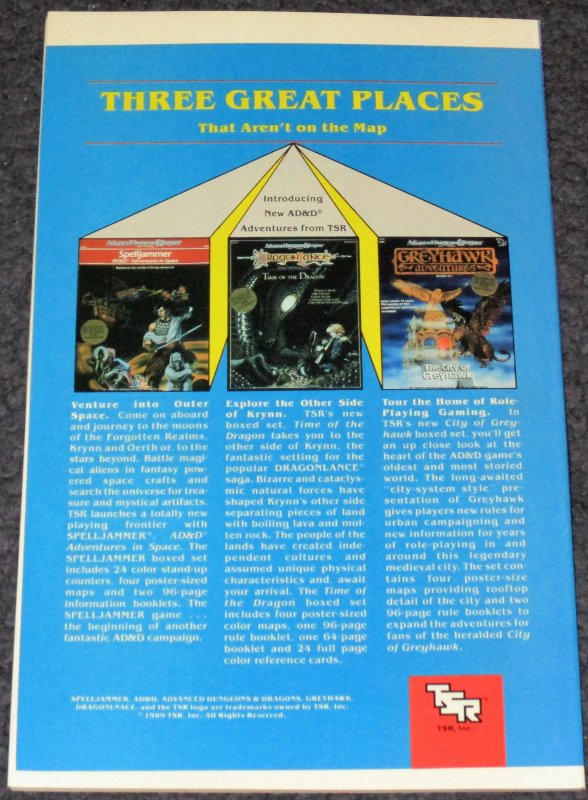 THREE GREAT PLACES
That Aren't on the Map
Introducing
New AD&D®
Adventures from TSR
Advanced Dungeons & Dragons
Spelljammer
AD&D Adventures in Space
Advanced Dungeons & Dragons
DRAGONLANCE
TIME OF THE DRAGON
Advanced Dungeons & Dragons
GREYHAWK
ADVENTURES
The City of
Greyhawk
Venture into Outer
Space. Come on aboard
and journey to the moons
of the Forgotten Realms,
Krynn and Oerth or, to the
stars beyond. Battle magi-
cal aliens in fantasy pow-
ered space crafts and
search the universe for trea-
sure and mystical artifacts.
TSR launches a totally new
playing frontier with
SPELLJAMMER™, AD&D®
Adventures in Space. The
SPELLJAMMER boxed set
includes 24 color stand-up
counters, four poster-sized
maps and two 96-page
information booklets. The
SPELLJAMMER game . . .
the beginning of another
fantastic AD&D campaign.
Explore the Other Side
of Krynn. TSR's new
boxed set, Time of the
Dragon takes you to the
other side of Krynn, the
fantastic setting for the
popular DRAGONLANCE®
saga. Bizarre and cataclys-
mic natural forces have
shaped Krynn's other side
separating pieces of land
with boiling lava and mol-
ten rock. The people of the
lands have created inde-
pendent cultures and
assumed unique physical
characteristics and, await
your arrival. The Time of
the Dragon boxed set
includes four poster-sized
color maps, one 96-page
rule booklet, one 64-page
booklet and 24 full page
color reference cards.
Tour the Home of Role-
Playing Gaming. In
TSR's new City of Grey-
hawk boxed set, you'll get
an up close look at the
heart of the AD&D game's
oldest and most storied
world. The long-awaited
"city-system style" pre-
sentation of Greyhawk
gives players new rules for
urban campaigning and
new information for years
of role-playing in and
around this legendary
medieval city. The set con-
tains four poster-size
maps providing rooftop
detail of the city and two
96-page rule booklets to
expand the adventures for
fans of the heralded City
of Greyhawk.
SPELLJAMMER, AD&D, ADVANCED DUNGEONS & DRAGONS, GREYHAWK,
DRAGONLNACE, and the TSR logo are trademarks owned by TSR, Inc.
©1989 TSR, Inc. All Rights Reserved.
TSR
TSR, Inc.